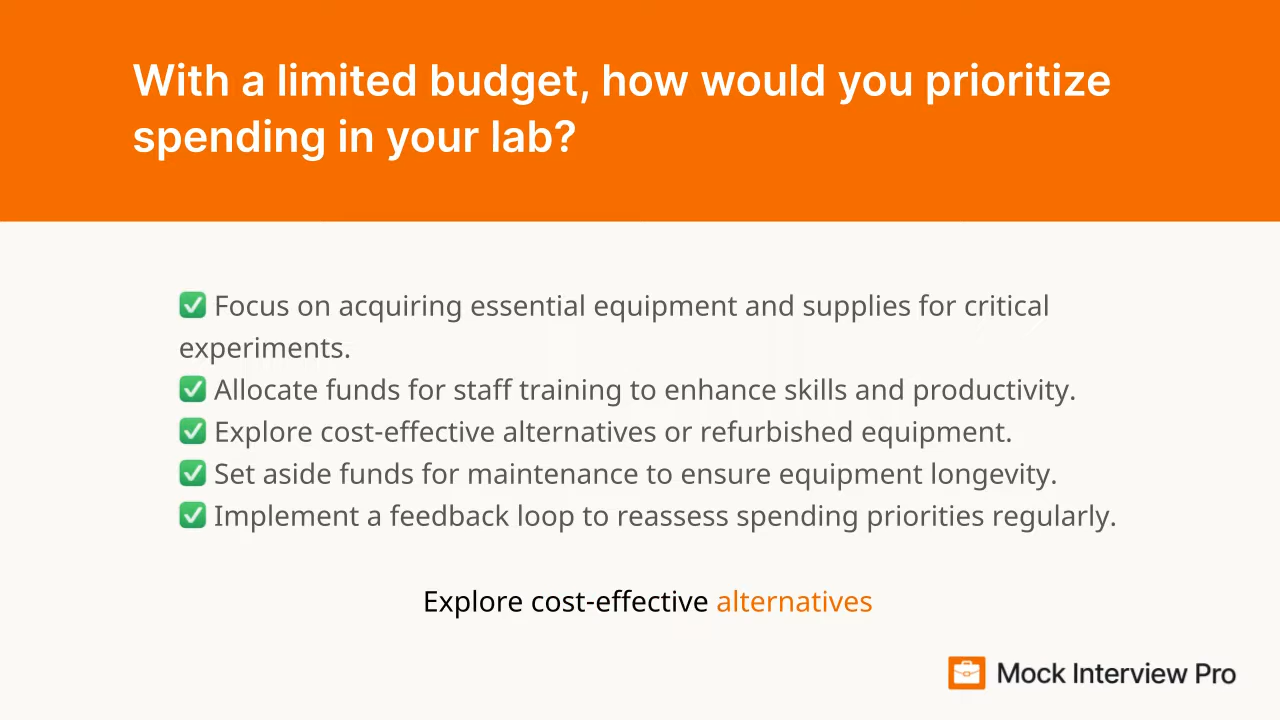 With a limited budget, how would you prioritize
spending in your lab?
✅ Focus on acquiring essential equipment and supplies for critical
experiments.
✅ Allocate funds for staff training to enhance skills and productivity.
✅ Explore cost-effective alternatives or refurbished equipment.
✅ Set aside funds for maintenance to ensure equipment longevity.
✅ Implement a feedback loop to reassess spending priorities regularly.
Explore cost-effective alternatives
Mock Interview Pro